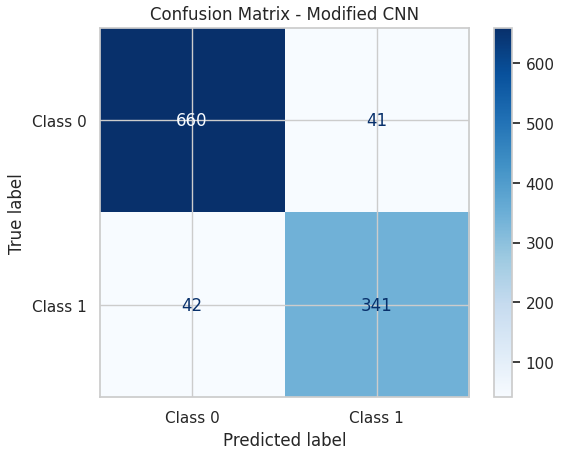 Confusion Matrix - Modified CNN
True label
Class 0
660
41
Class 1
42
341
Class 0
Class 1
Predicted label
600
500
400
300
200
100